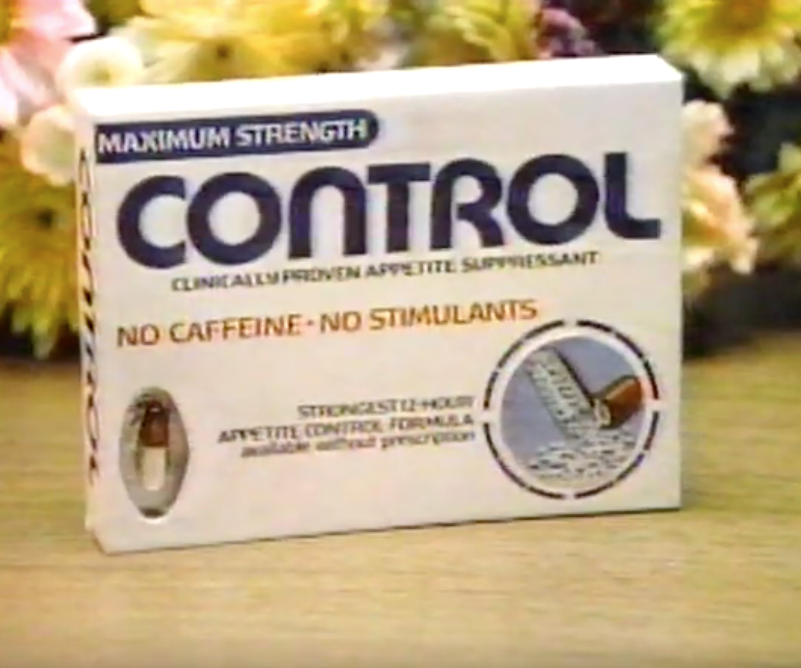 MAXIMUM STRENGTH
CONTROL
CLINICALLY PROVEN APPETITE SUPPRESSANT
NO CAFFEINE • NO STIMULANTS
STRONGEST 12-HOUR
APPETITE CONTROL FORMULA
available without prescription
CONTROL